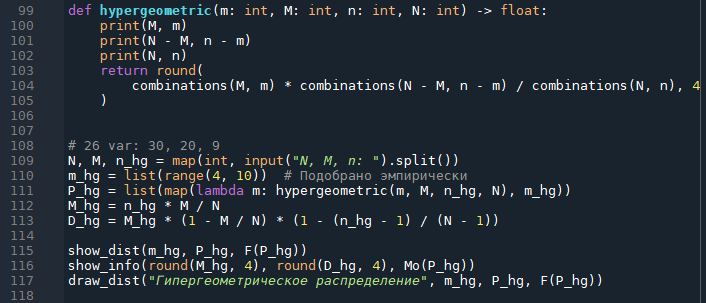 99 def hypergeometric(m: int, M: int, n: int, N: int) -> float:
100     print(M, m)
101     print(N - M, n - m)
102     print(N, n)
103     return round(
104         combinations(M, m) * combinations(N - M, n - m) / combinations(N, n), 4
105     )
106
107
108 # 26 var: 30, 20, 9
109 N, M, n_hg = map(int, input("N, M, n: ").split())
110 m_hg = list(range(4, 10))  # Подобрано эмпирически
111 P_hg = list(map(lambda m: hypergeometric(m, M, n_hg, N), m_hg))
112 M_hg = n_hg * M / N
113 D_hg = M_hg * (1 - M / N) * (1 - (n_hg - 1) / (N - 1))
114
115 show_dist(m_hg, P_hg, F(P_hg))
116 show_info(round(M_hg, 4), round(D_hg, 4), Mo(P_hg))
117 draw_dist("Гипергеометрическое распределение", m_hg, P_hg, F(P_hg))
118